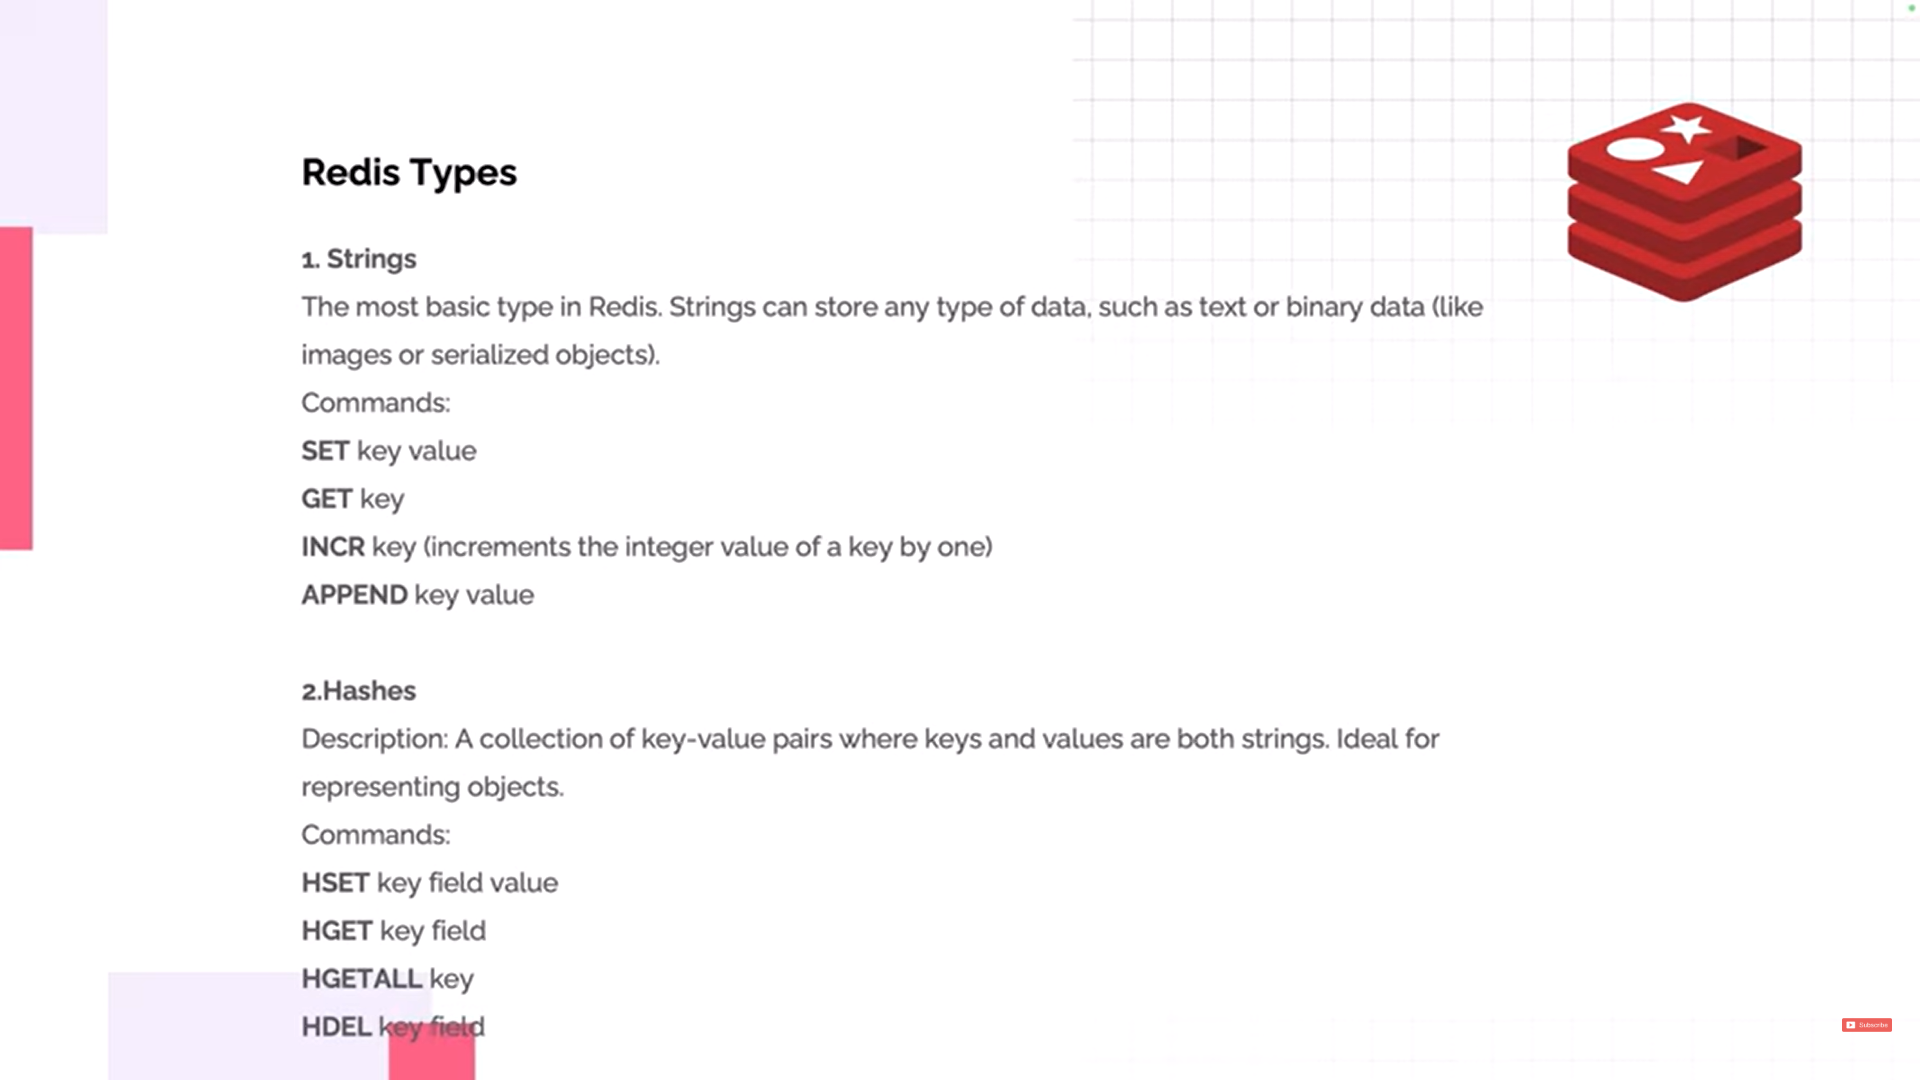 Redis Types
1. Strings
The most basic type in Redis. Strings can store any type of data, such as text or binary data (like
images or serialized objects).
Commands:
SET key value
GET key
INCR key (increments the integer value of a key by one)
APPEND key value
2.Hashes
Description: A collection of key-value pairs where keys and values are both strings. Ideal for
representing objects.
Commands:
HSET key field value
HGET key field
HGETALL key
HDEL key field
Subscribe